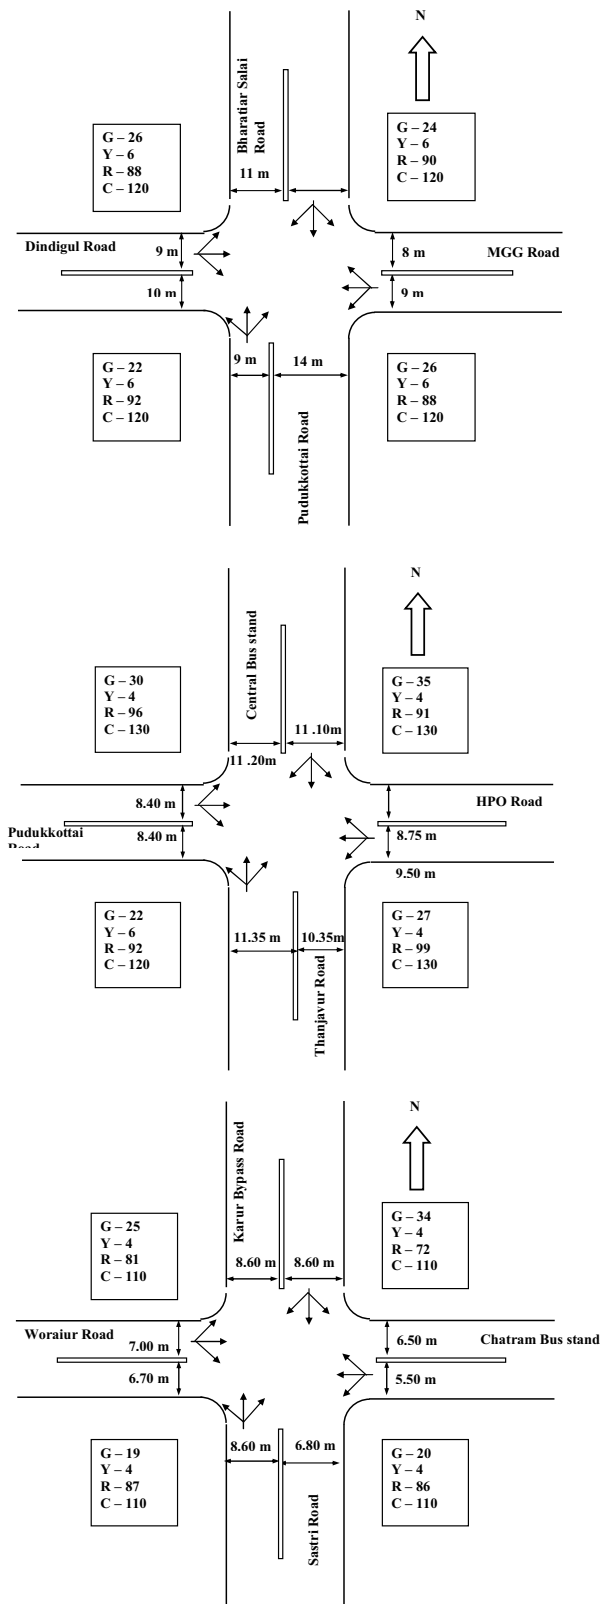 N
Bharatiar Salai
Road
G – 26
Y – 6
R – 88
C – 120
G – 24
Y – 6
R – 90
C – 120
11 m
Dindigul Road
9 m
8 m
MGG Road
10 m
9 m
G – 22
Y – 6
R – 92
C – 120
9 m
14 m
G – 26
Y – 6
R – 88
C – 120
Pudukkottai Road
N
Central Bus stand
G – 30
Y – 4
R – 96
C – 130
G – 35
Y – 4
R – 91
C – 130
11 .10m
11 .20m
8.40 m
HPO Road
Pudukkottai
Road
8.40 m
8.75 m
9.50 m
G – 22
Y – 6
R – 92
C – 120
11.35 m
10.35m
G – 27
Y – 4
R – 99
C – 130
Thanjavur Road
N
Karur Bypass Road
G – 25
Y – 4
R – 81
C – 110
G – 34
Y – 4
R – 72
C – 110
8.60 m
8.60 m
Woraiur Road
7.00 m
6.50 m
Chatram Bus stand
6.70 m
5.50 m
G – 19
Y – 4
R – 87
C – 110
8.60 m
6.80 m
G – 20
Y – 4
R – 86
C – 110
Sastri Road